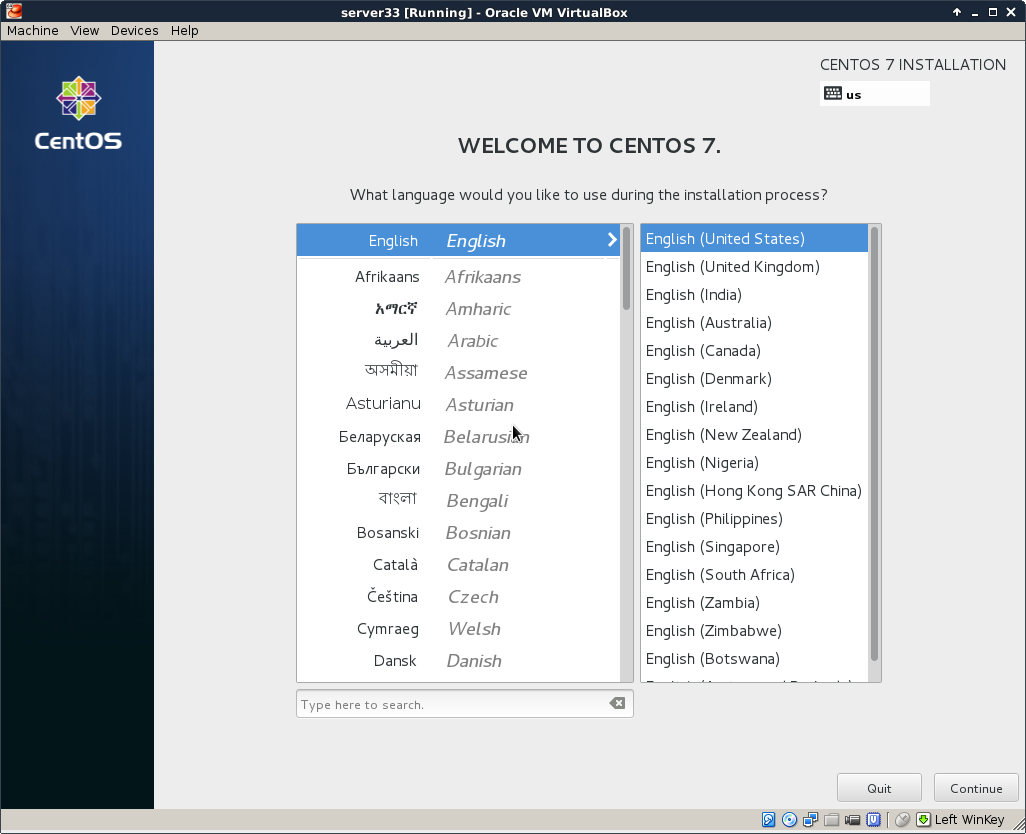 server33 [Running] - Oracle VM VirtualBox
Machine View Devices Help
CentOS
CENTOS 7 INSTALLATION
us
WELCOME TO CENTOS 7.
What language would you like to use during the installation process?
English English
Afrikaans Afrikaans
አማርኛ Amharic
العربية Arabic
অসমীয়া Assamese
Asturianu Asturian
Беларуская Belarusian
Български Bulgarian
বাংলা Bengali
Bosanski Bosnian
Català Catalan
Čeština Czech
Cymraeg Welsh
Dansk Danish
English (United States)
English (United Kingdom)
English (India)
English (Australia)
English (Canada)
English (Denmark)
English (Ireland)
English (New Zealand)
English (Nigeria)
English (Hong Kong SAR China)
English (Philippines)
English (Singapore)
English (South Africa)
English (Zambia)
English (Zimbabwe)
English (Botswana)
Type here to search.
Quit Continue
Left WinKey